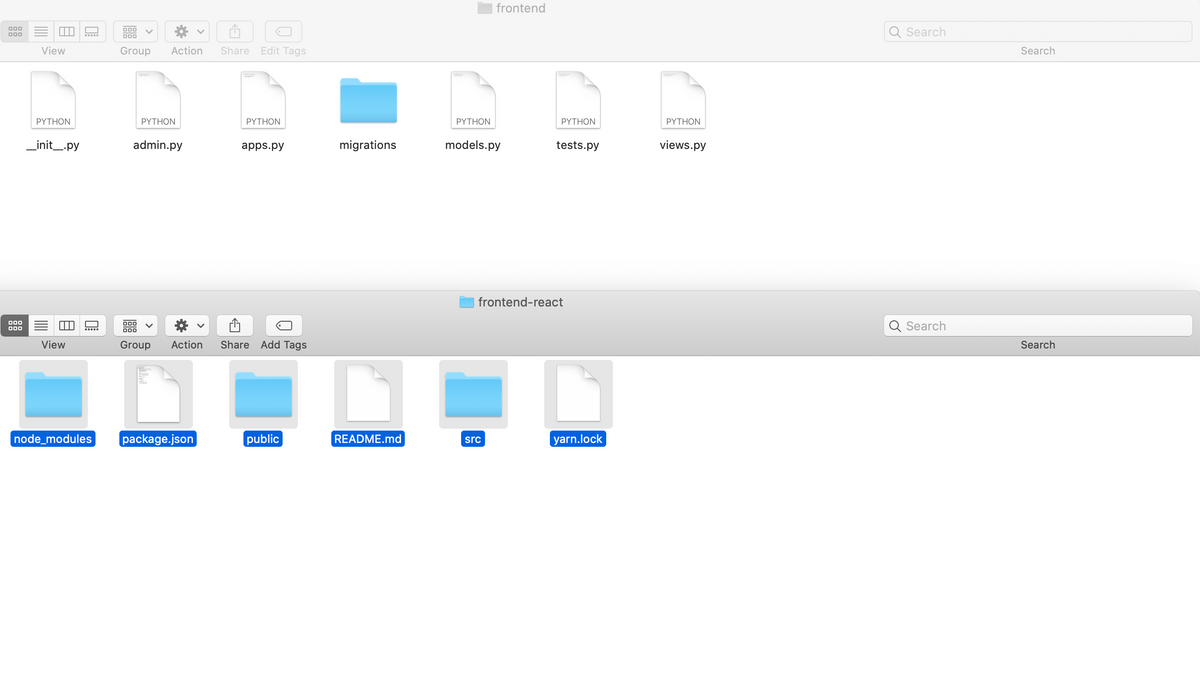 frontend
Search
View Group Action Share Edit Tags Search
PYTHON PYTHON PYTHON PYTHON PYTHON PYTHON
__init__.py admin.py apps.py migrations models.py tests.py views.py
frontend-react
Search
View Group Action Share Add Tags Search
node_modules package.json public README.md src yarn.lock